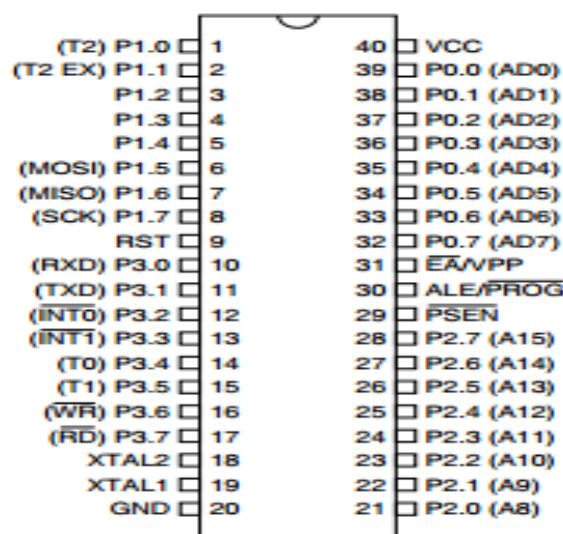 (T2) P1.0 1 40 VCC
(T2 EX) P1.1 2 39 P0.0 (AD0)
P1.2 3 38 P0.1 (AD1)
P1.3 4 37 P0.2 (AD2)
P1.4 5 36 P0.3 (AD3)
(MOSI) P1.5 6 35 P0.4 (AD4)
(MISO) P1.6 7 34 P0.5 (AD5)
(SCK) P1.7 8 33 P0.6 (AD6)
RST 9 32 P0.7 (AD7)
(RXD) P3.0 10 31 E̅A̅/VPP
(TXD) P3.1 11 30 ALE/P̅R̅O̅G̅
(I̅N̅T̅0̅) P3.2 12 29 P̅S̅E̅N̅
(I̅N̅T̅1̅) P3.3 13 28 P2.7 (A15)
(T0) P3.4 14 27 P2.6 (A14)
(T1) P3.5 15 26 P2.5 (A13)
(W̅R̅) P3.6 16 25 P2.4 (A12)
(R̅D̅) P3.7 17 24 P2.3 (A11)
XTAL2 18 23 P2.2 (A10)
XTAL1 19 22 P2.1 (A9)
GND 20 21 P2.0 (A8)